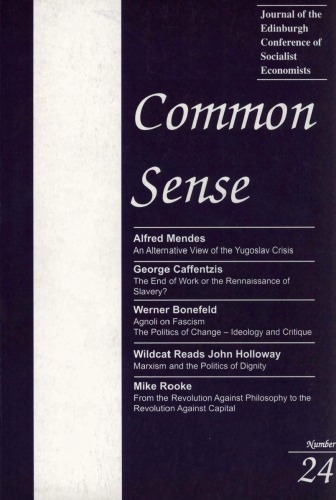 Journal of the
Edinburgh
Conference of
Socialist
Economists
Common
Sense
Alfred Mendes
An Alternative View of the Yugoslav Crisis
George Caffentzis
The End of Work or the Rennaissance of
Slavery?
Werner Bonefeld
Agnoli on Fascism
The Politics of Change – Ideology and Critique
Wildcat Reads John Holloway
Marxism and the Politics of Dignity
Mike Rooke
From the Revolution Against Philosophy to the
Revolution Against Capital
Number
24